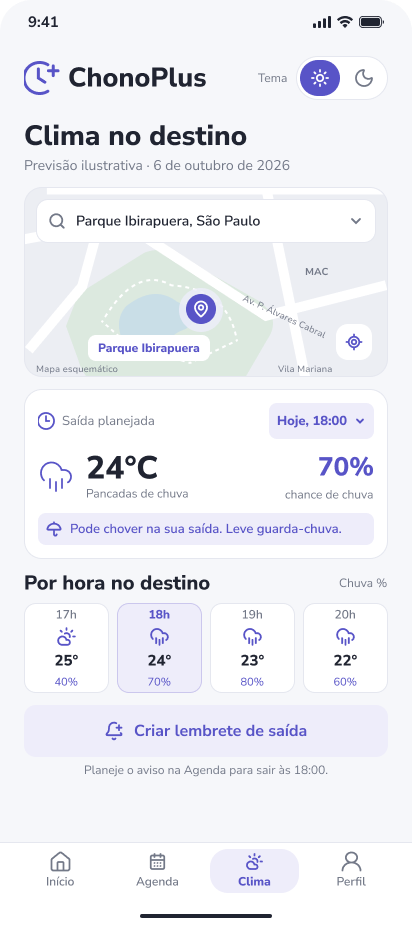 9:41
ChonoPlus
Tema
Clima no destino
Previsão ilustrativa · 6 de outubro de 2026
Parque Ibirapuera, São Paulo
MAC
Av. P. Álvares Cabral
Parque Ibirapuera
Mapa esquemático
Vila Mariana
Saída planejada
Hoje, 18:00
24°C
70%
Pancadas de chuva
chance de chuva
Pode chover na sua saída. Leve guarda-chuva.
Por hora no destino
Chuva %
17h 18h 19h 20h
25° 24° 23° 22°
40% 70% 80% 60%
Criar lembrete de saída
Planeje o aviso na Agenda para sair às 18:00.
Início Agenda Clima Perfil